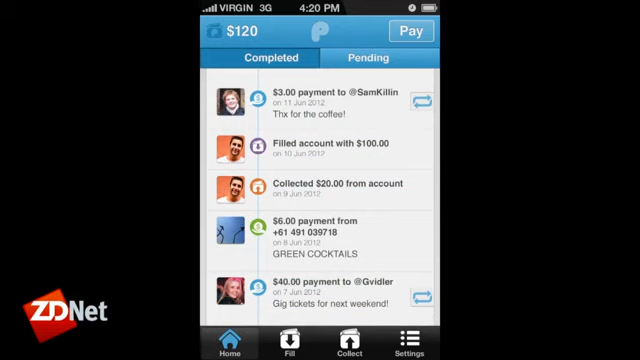 VIRGIN 3G 4:20 PM
$120
Pay
Completed Pending
$3.00 payment to @SamKillin
on 11 Jun 2012
Thx for the coffee!
Filled account with $100.00
on 10 Jun 2012
Collected $20.00 from account
on 9 Jun 2012
$6.00 payment from
+61 491 039718
on 8 Jun 2012
GREEN COCKTAILS
$40.00 payment to @Gvidler
on 7 Jun 2012
Gig tickets for next weekend!
ZDNet
Home Fill Collect Settings